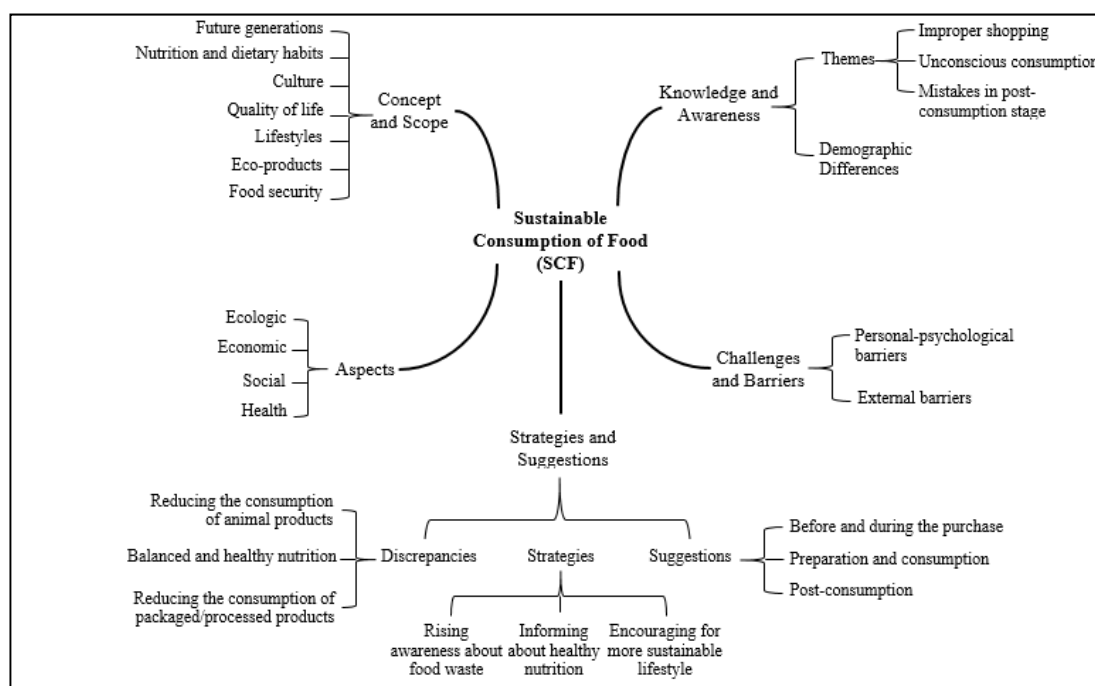 Future generations
Nutrition and dietary habits
Culture
Quality of life
Lifestyles
Eco-products
Food security
Concept
and Scope
Knowledge and
Awareness
Themes
Improper shopping
Unconscious consumption
Mistakes in post-
consumption stage
Demographic
Differences
Sustainable
Consumption of Food
(SCF)
Ecologic
Economic
Social
Health
Aspects
Challenges
and Barriers
Personal-psychological
barriers
External barriers
Strategies and
Suggestions
Reducing the consumption
of animal products
Balanced and healthy nutrition
Reducing the consumption of
packaged/processed products
Discrepancies
Strategies
Suggestions
Before and during the purchase
Preparation and consumption
Post-consumption
Rising
awareness about
food waste
Informing
about healthy
nutrition
Encouraging for
more sustainable
lifestyle